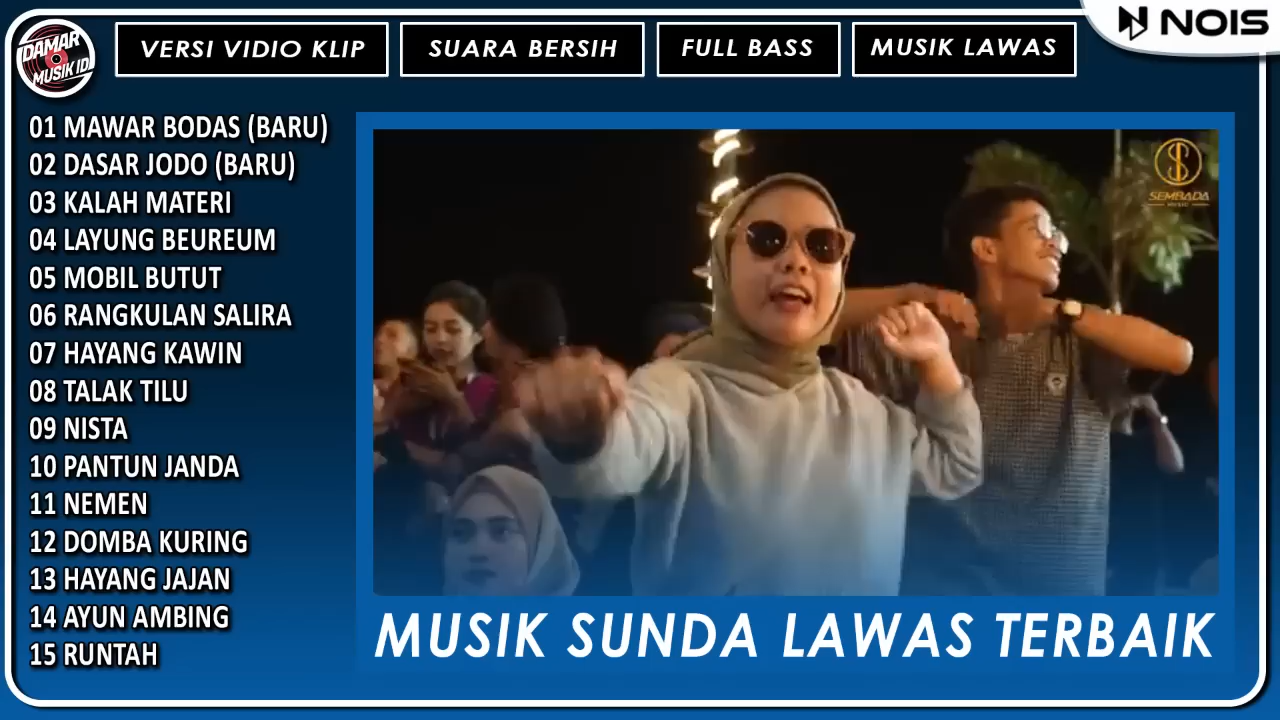 DAMAR
MUSIK ID
VERSI VIDIO KLIP
SUARA BERSIH
FULL BASS
MUSIK LAWAS
NOIS
01 MAWAR BODAS (BARU)
02 DASAR JODO (BARU)
03 KALAH MATERI
04 LAYUNG BEUREUM
05 MOBIL BUTUT
06 RANGKULAN SALIRA
07 HAYANG KAWIN
08 TALAK TILU
09 NISTA
10 PANTUN JANDA
11 NEMEN
12 DOMBA KURING
13 HAYANG JAJAN
14 AYUN AMBING
15 RUNTAH
SEMBADA
MUSIC
MUSIK SUNDA LAWAS TERBAIK